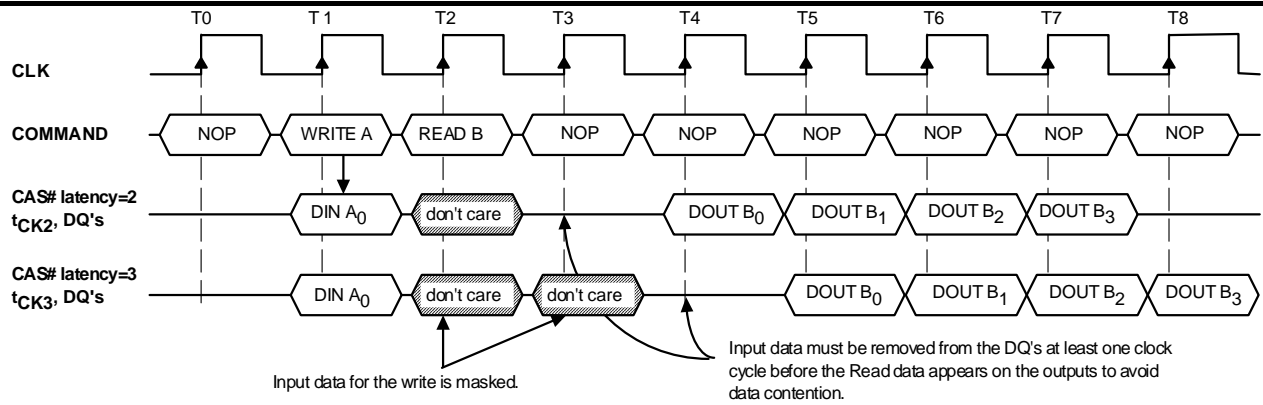 T0 T1 T2 T3 T4 T5 T6 T7 T8
CLK
COMMAND NOP WRITE A READ B NOP NOP NOP NOP NOP NOP
CAS# latency=2
tCK2, DQ's DIN A0 don't care DOUT B0 DOUT B1 DOUT B2 DOUT B3
CAS# latency=3
tCK3, DQ's DIN A0 don't care don't care DOUT B0 DOUT B1 DOUT B2 DOUT B3
Input data for the write is masked.
Input data must be removed from the DQ's at least one clock
cycle before the Read data appears on the outputs to avoid
data contention.